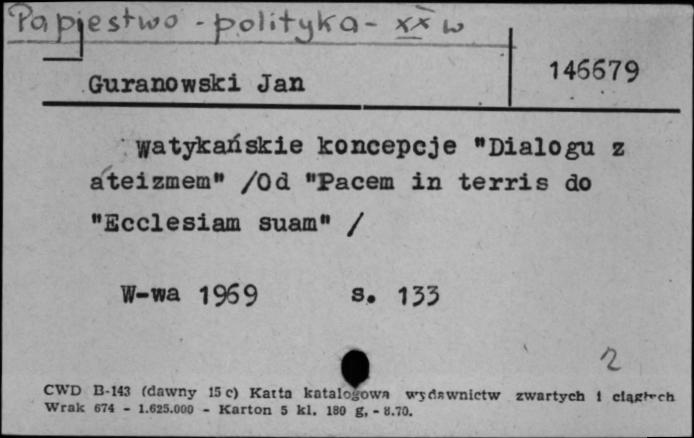 Papiestwo - polityka - XX w
146679
Guranowski Jan
Watykańskie koncepcje "Dialogu z
ateizmem" /Od "Pacem in terris do
"Ecclesiam suam" /
W-wa 1969 s. 133
2
CWD B-143 (dawny 15 c) Karta katalogowa wydawnictw zwartych i ciągłych
Wrak 674 - 1.625.000 - Karton 5 kl. 180 g. - 8.70.